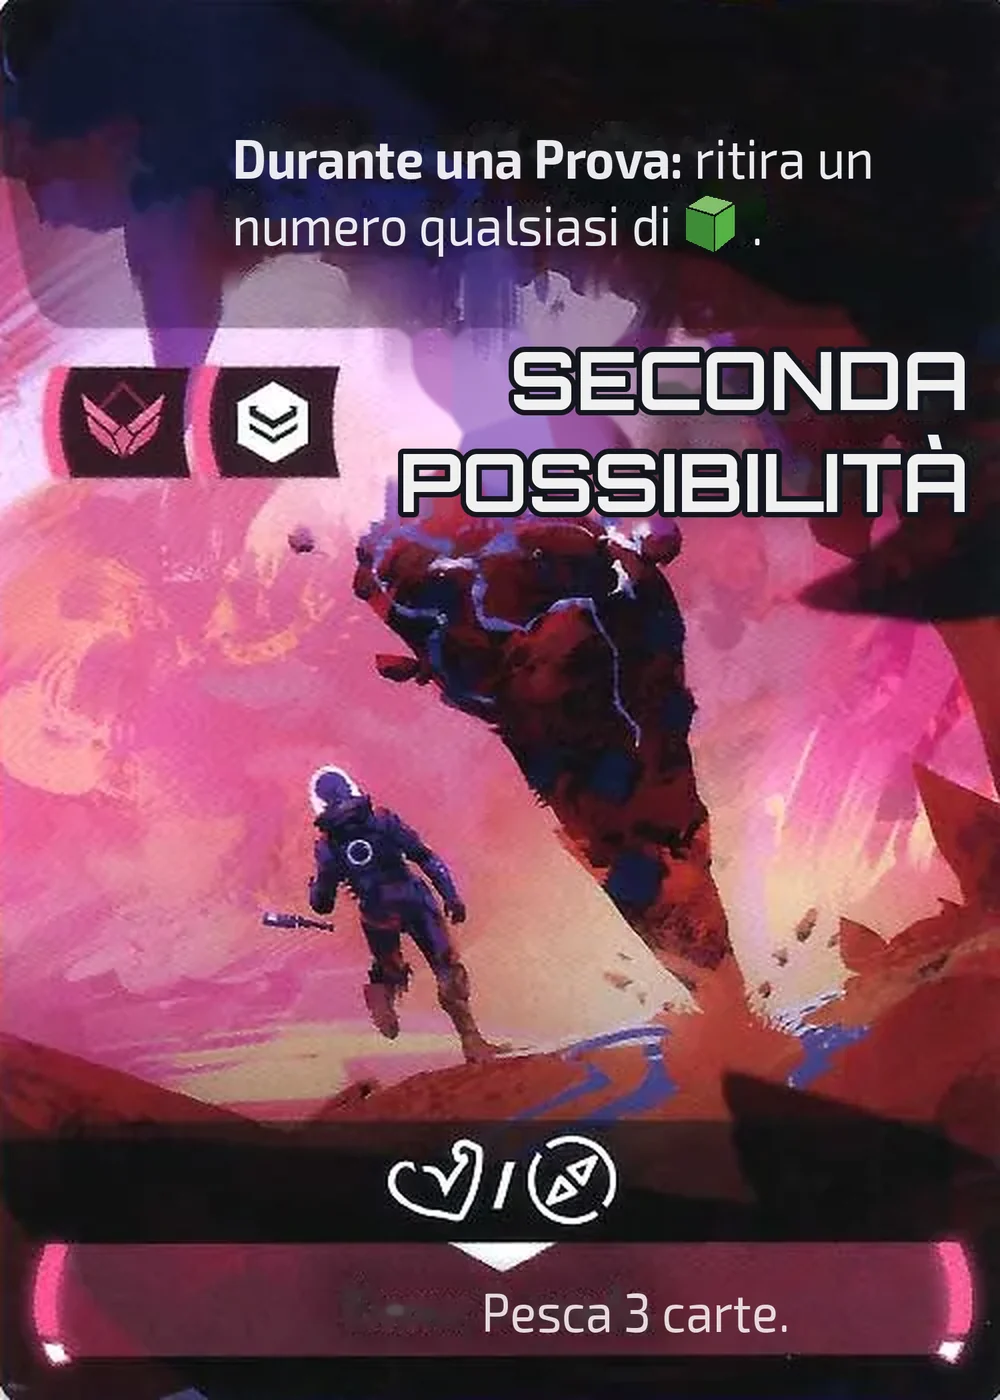 Durante una Prova: ritira un
numero qualsiasi di .
SECONDA
POSSIBILITÀ
/
Pesca 3 carte.